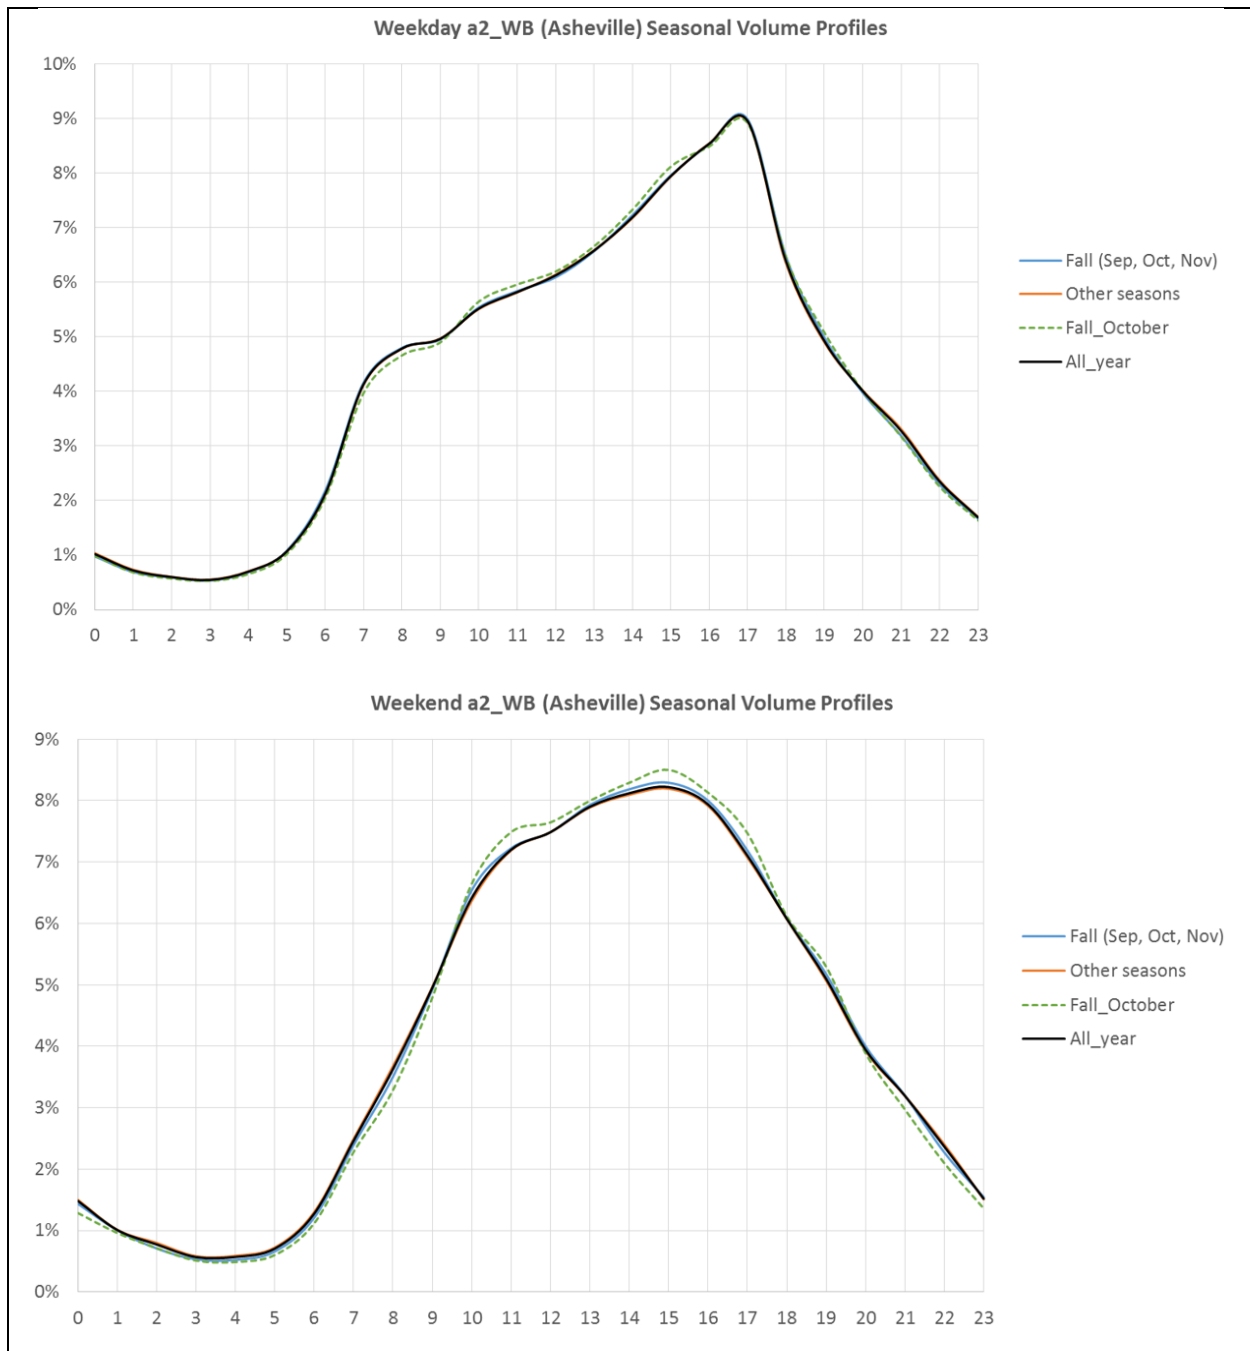 Weekday a2_WB (Asheville) Seasonal Volume Profiles
10%
9%
8%
7%
6%
5%
4%
3%
2%
1%
0%
0 1 2 3 4 5 6 7 8 9 10 11 12 13 14 15 16 17 18 19 20 21 22 23
Fall (Sep, Oct, Nov)
Other seasons
Fall_October
All_year
Weekend a2_WB (Asheville) Seasonal Volume Profiles
9%
8%
7%
6%
5%
4%
3%
2%
1%
0%
0 1 2 3 4 5 6 7 8 9 10 11 12 13 14 15 16 17 18 19 20 21 22 23
Fall (Sep, Oct, Nov)
Other seasons
Fall_October
All_year